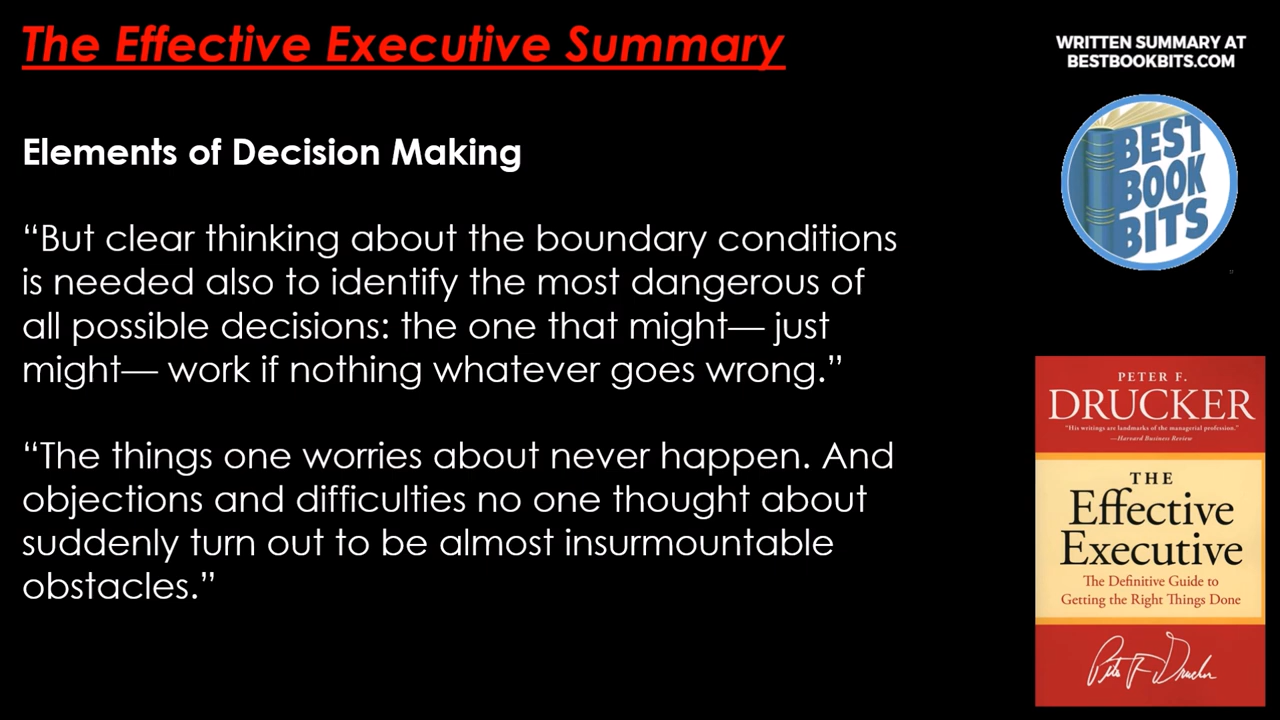 The Effective Executive Summary
WRITTEN SUMMARY AT
BESTBOOKBITS.COM
BEST
BOOK
BITS
Elements of Decision Making
“But clear thinking about the boundary conditions
is needed also to identify the most dangerous of
all possible decisions: the one that might— just
might— work if nothing whatever goes wrong.”
“The things one worries about never happen. And
objections and difficulties no one thought about
suddenly turn out to be almost insurmountable
obstacles.”
PETER F.
DRUCKER
"His writings are landmarks of the managerial profession."
—Harvard Business Review
THE
Effective
Executive
The Definitive Guide to
Getting the Right Things Done
Peter F. Drucker